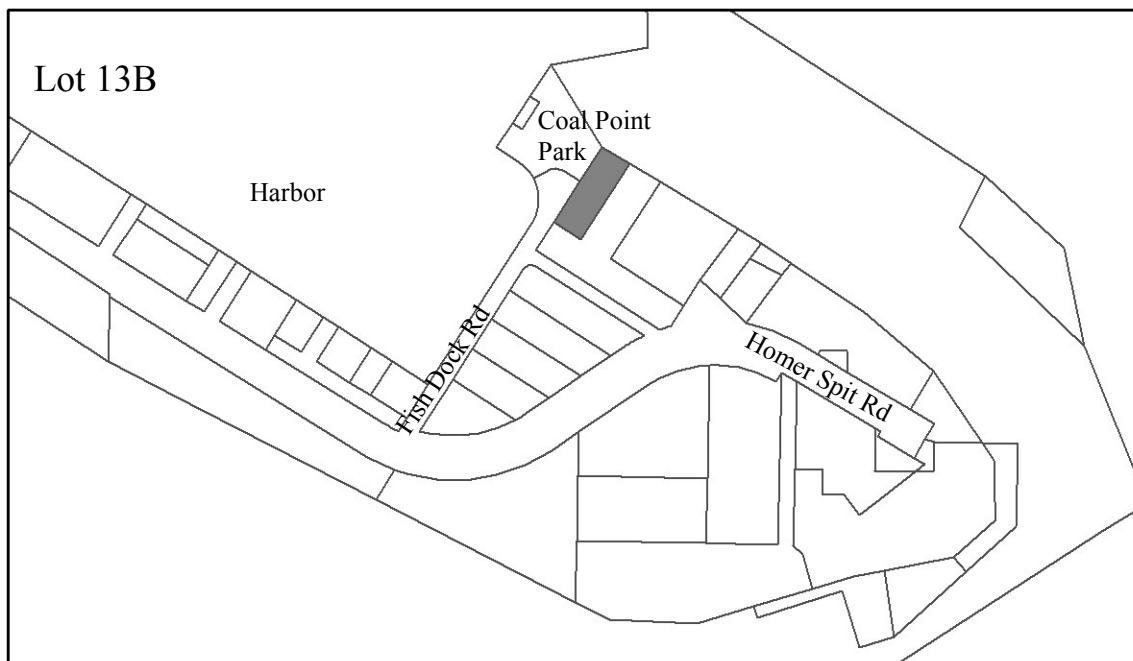 Lot 13B
Coal Point
Park
Harbor
Fish Dock Rd
Homer Spit Rd